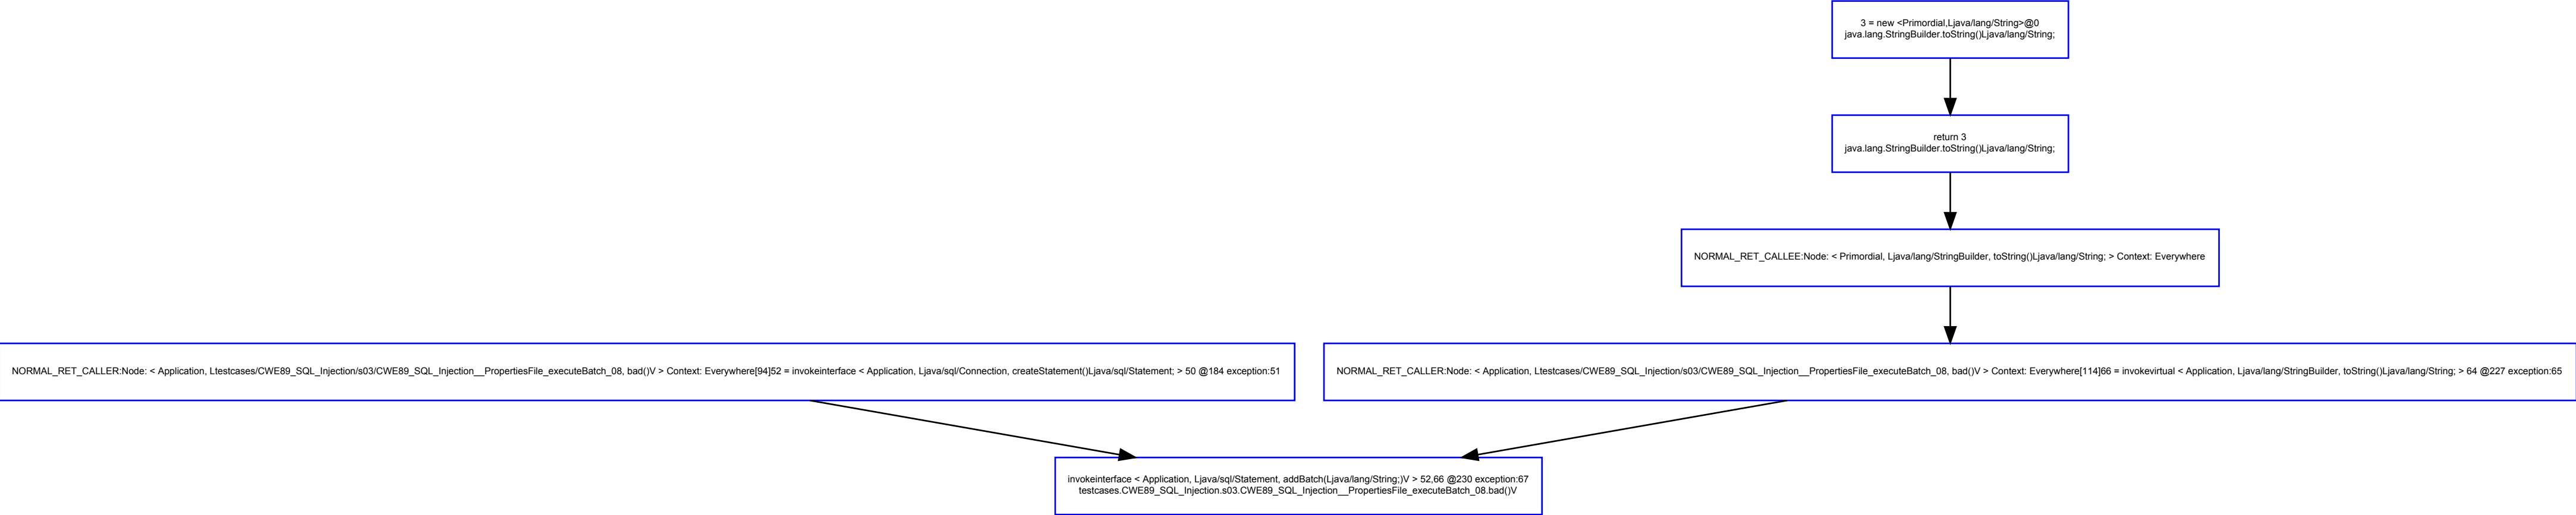 3 = new <Primordial,Ljava/lang/String>@0
java.lang.StringBuilder.toString()Ljava/lang/String;
return 3
java.lang.StringBuilder.toString()Ljava/lang/String;
NORMAL_RET_CALLEE:Node: < Primordial, Ljava/lang/StringBuilder, toString()Ljava/lang/String; > Context: Everywhere
NORMAL_RET_CALLER:Node: < Application, Ltestcases/CWE89_SQL_Injection/s03/CWE89_SQL_Injection__PropertiesFile_executeBatch_08, bad()V > Context: Everywhere[94]52 = invokeinterface < Application, Ljava/sql/Connection, createStatement()Ljava/sql/Statement; > 50 @184 exception:51
NORMAL_RET_CALLER:Node: < Application, Ltestcases/CWE89_SQL_Injection/s03/CWE89_SQL_Injection__PropertiesFile_executeBatch_08, bad()V > Context: Everywhere[114]66 = invokevirtual < Application, Ljava/lang/StringBuilder, toString()Ljava/lang/String; > 64 @227 exception:65
invokeinterface < Application, Ljava/sql/Statement, addBatch(Ljava/lang/String;)V > 52,66 @230 exception:67
testcases.CWE89_SQL_Injection.s03.CWE89_SQL_Injection__PropertiesFile_executeBatch_08.bad()V